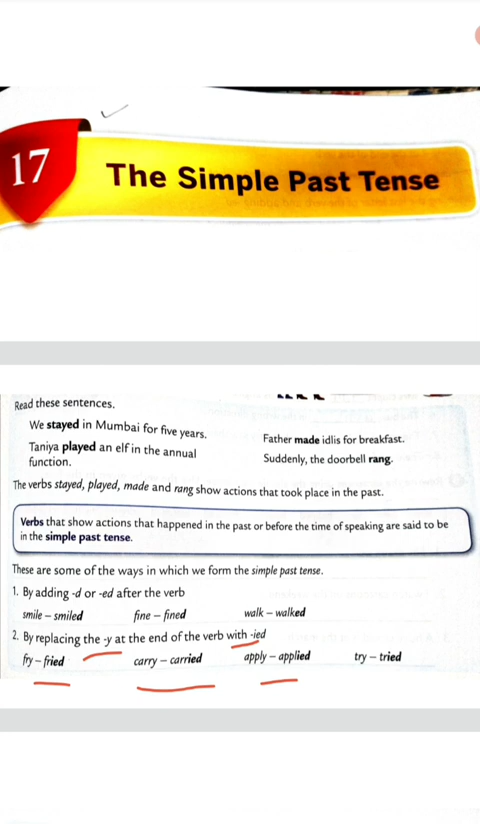 17
The Simple Past Tense
Read these sentences.
We stayed in Mumbai for five years.
Father made idlis for breakfast.
Taniya played an elf in the annual
function.
Suddenly, the doorbell rang.
The verbs stayed, played, made and rang show actions that took place in the past.
Verbs that show actions that happened in the past or before the time of speaking are said to be
in the simple past tense.
These are some of the ways in which we form the simple past tense.
1. By adding -d or -ed after the verb
smile – smiled fine – fined walk – walked
2. By replacing the -y at the end of the verb with -ied
fry – fried carry – carried apply – applied try – tried